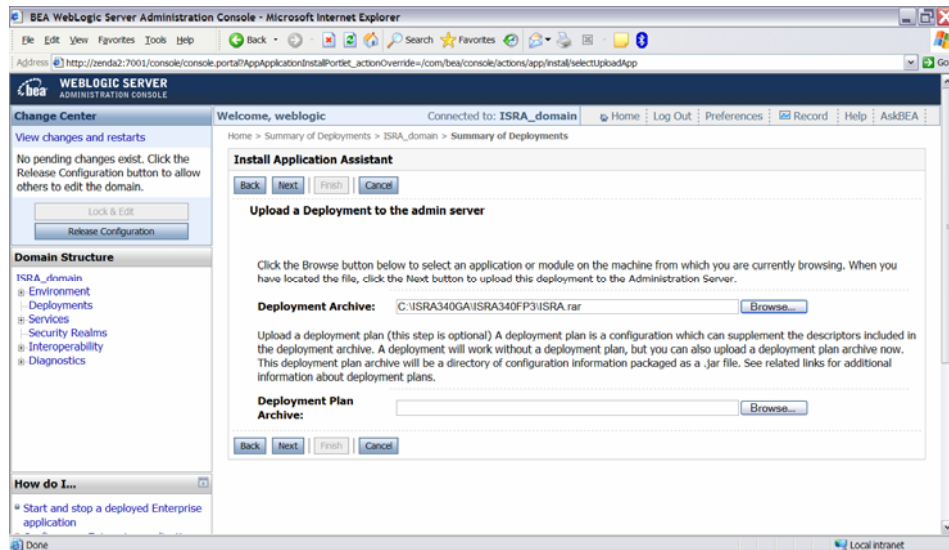 BEA WebLogic Server Administration Console - Microsoft Internet Explorer
File Edit View Favorites Tools Help
Back Search Favorites
Address http://zenda2:7001/console/console.portal?AppApplicationInstallPortlet_actionOverride=/com/bea/console/actions/app/install/selectUploadApp Go
bea WEBLOGIC SERVER
ADMINISTRATION CONSOLE
Change Center
View changes and restarts
No pending changes exist. Click the
Release Configuration button to allow
others to edit the domain.
Lock & Edit
Release Configuration
Domain Structure
ISRA_domain
Environment
Deployments
Services
Security Realms
Interoperability
Diagnostics
How do I...
Start and stop a deployed Enterprise
application
Welcome, weblogic Connected to: ISRA_domain Home Log Out Preferences Record Help AskBEA
Home > Summary of Deployments > ISRA_domain > Summary of Deployments
Install Application Assistant
Back Next Finish Cancel
Upload a Deployment to the admin server
Click the Browse button below to select an application or module on the machine from which you are currently browsing. When you
have located the file, click the Next button to upload this deployment to the Administration Server.
Deployment Archive: C:\ISRA340GA\ISRA340FP3\ISRA.rar Browse...
Upload a deployment plan (this step is optional) A deployment plan is a configuration which can supplement the descriptors included in
the deployment archive. A deployment will work without a deployment plan, but you can also upload a deployment plan archive now.
This deployment plan archive will be a directory of configuration information packaged as a .jar file. See related links for additional
information about deployment plans.
Deployment Plan
Archive: Browse...
Back Next Finish Cancel
Done Local intranet